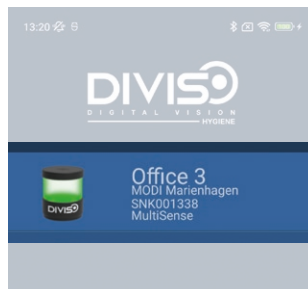 13:20
DIVISO
DIGITAL VISION
HYGIENE
Office 3
MODI Marienhagen
SNK001338
MultiSense
DIVISO